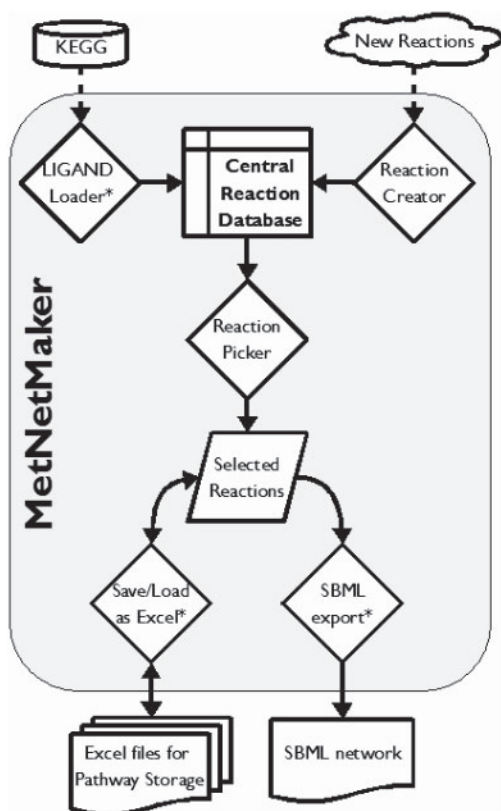 KEGG
New Reactions
LIGAND
Loader*
Central
Reaction
Database
Reaction
Creator
Reaction
Picker
MetNetMaker
Selected
Reactions
Save/Load
as Excel*
SBML
export*
Excel files for
Pathway Storage
SBML network